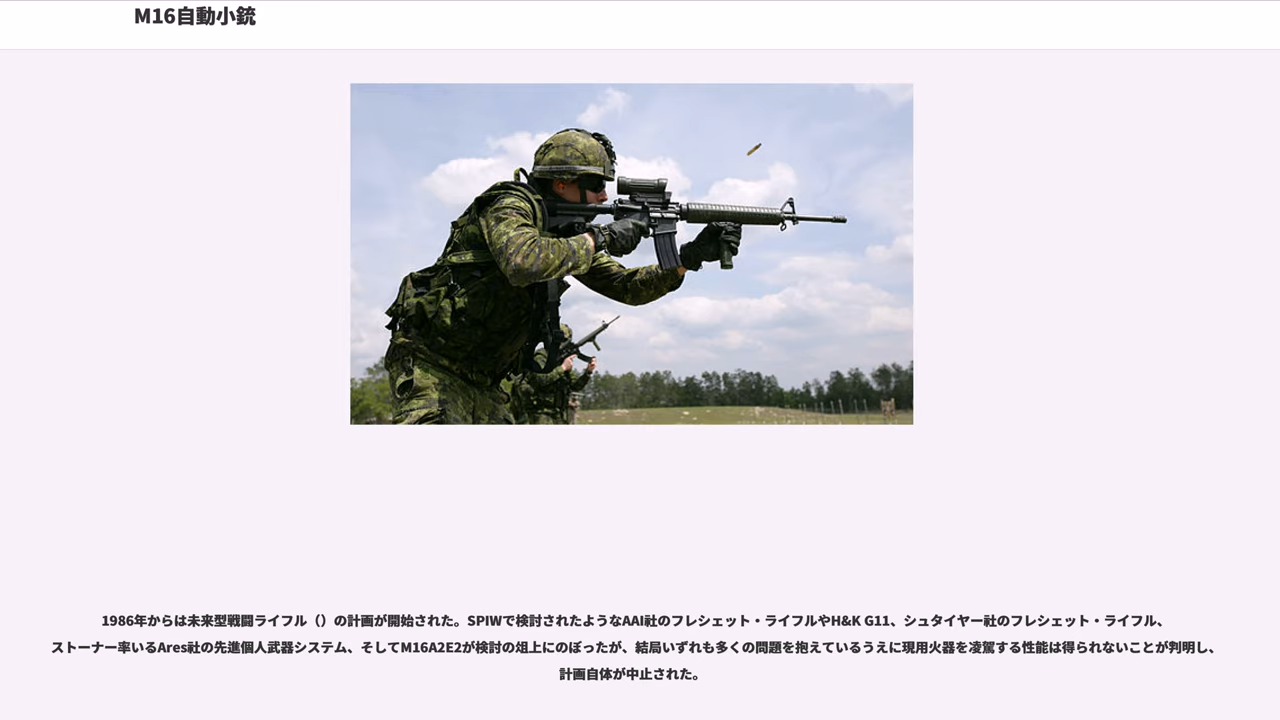 M16自動小銃
1986年からは未来型戦闘ライフル（）の計画が開始された。SPIWで検討されたようなAAI社のフレシェット・ライフルやH&K G11、シュタイヤー社のフレシェット・ライフル、
ストーナー率いるAres社の先進個人武器システム、そしてM16A2E2が検討の俎上にのぼったが、結局いずれも多くの問題を抱えているうえに現用火器を凌駕する性能は得られないことが判明し、
計画自体が中止された。